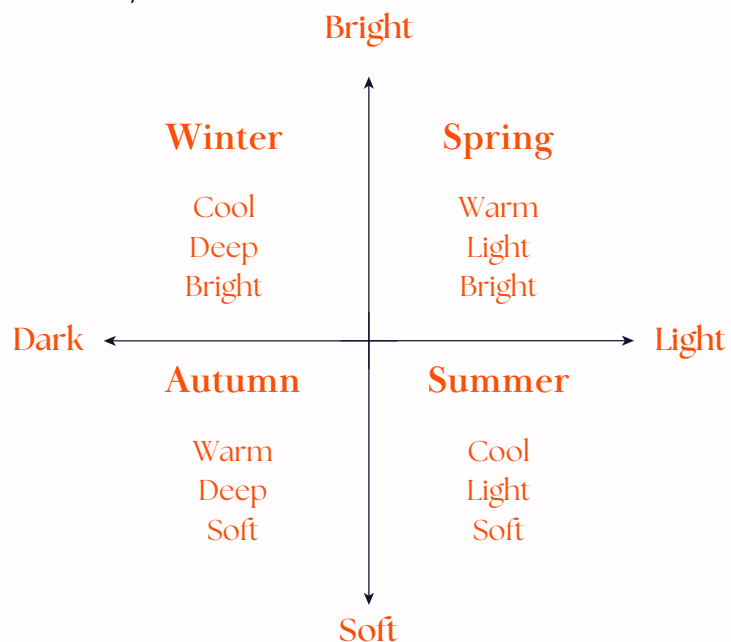 Bright
Winter
Spring
Cool
Deep
Bright
Warm
Light
Bright
Dark
Light
Autumn
Summer
Warm
Deep
Soft
Cool
Light
Soft
Soft